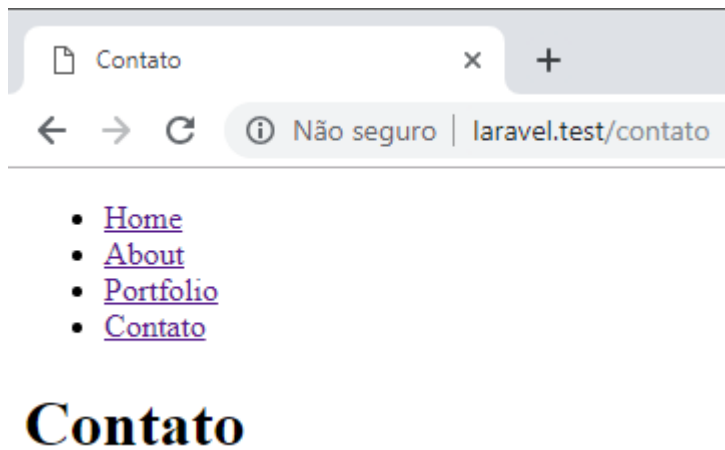 Contato
Não seguro | laravel.test/contato
Home
About
Portfolio
Contato
Contato